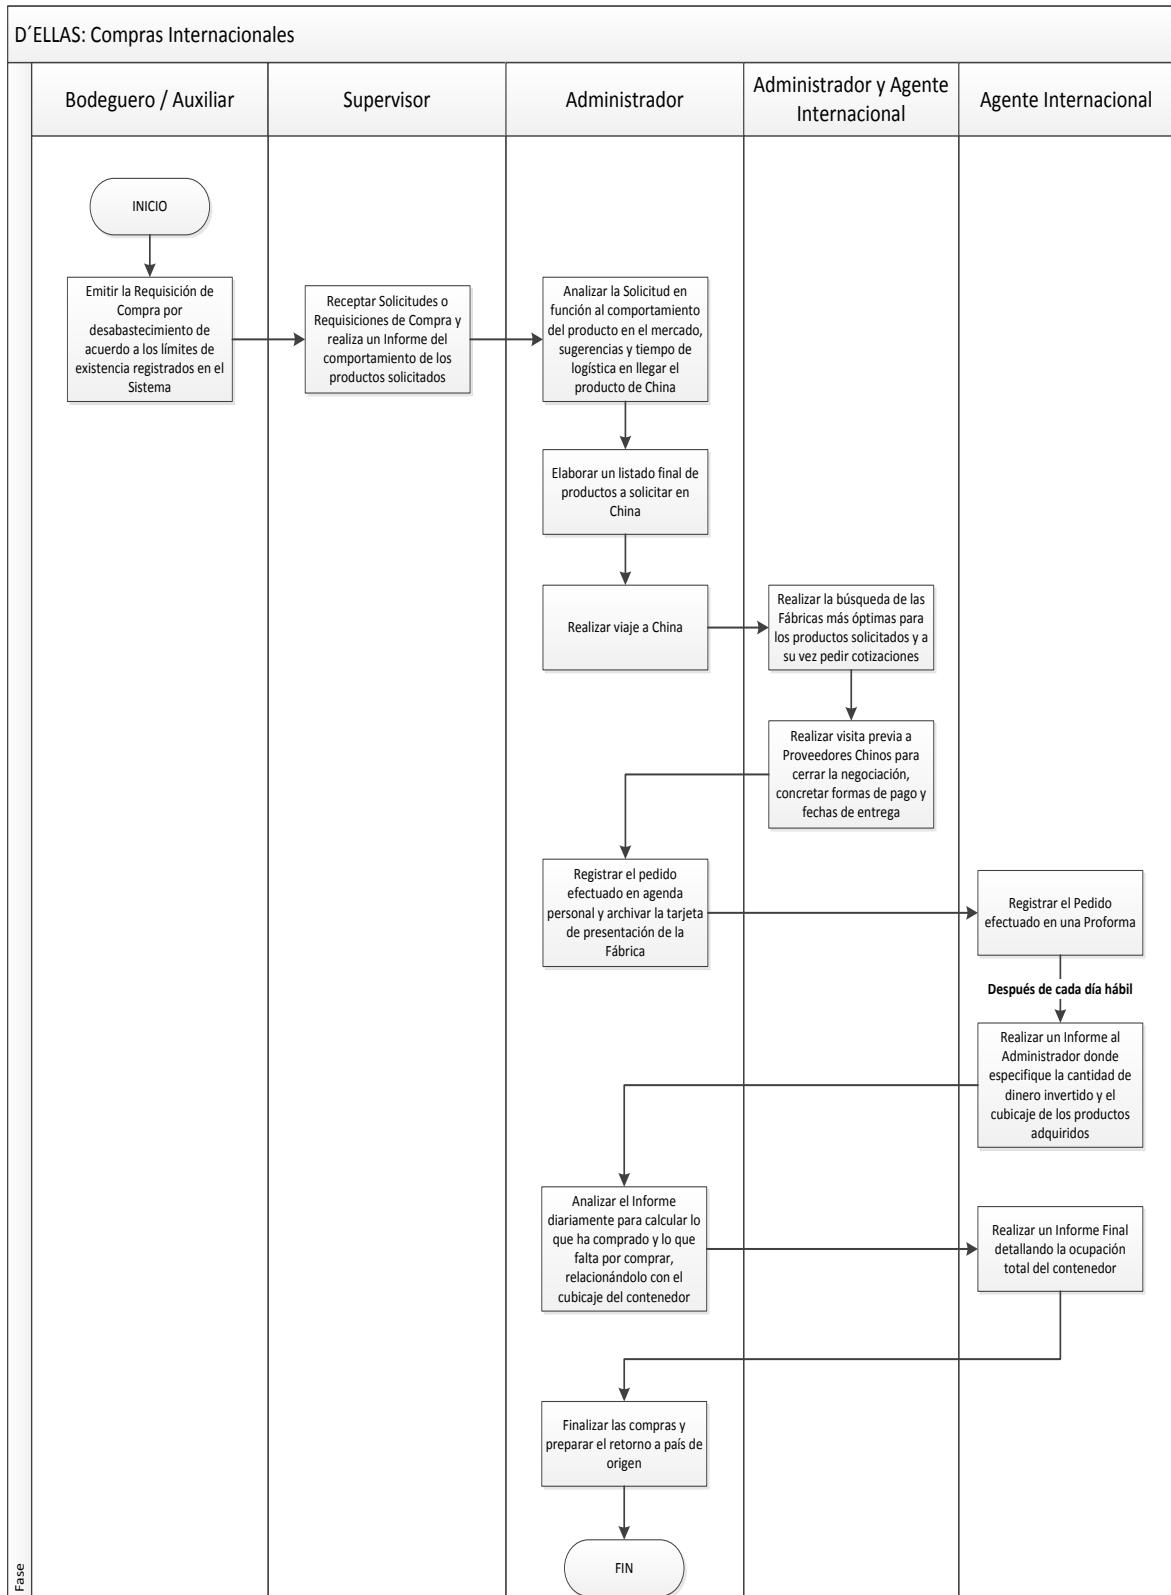 D´ELLAS: Compras Internacionales
Bodeguero / Auxiliar
Supervisor
Administrador
Administrador y Agente
Internacional
Agente Internacional
INICIO
Emitir la Requisición de
Compra por
desabastecimiento de
acuerdo a los límites de
existencia registrados en el
Sistema
Receptar Solicitudes o
Requisiciones de Compra y
realiza un Informe del
comportamiento de los
productos solicitados
Analizar la Solicitud en
función al comportamiento
del producto en el mercado,
sugerencias y tiempo de
logística en llegar el
producto de China
Elaborar un listado final de
productos a solicitar en
China
Realizar viaje a China
Realizar la búsqueda de las
Fábricas más óptimas para
los productos solicitados y a
su vez pedir cotizaciones
Realizar visita previa a
Proveedores Chinos para
cerrar la negociación,
concretar formas de pago y
fechas de entrega
Registrar el pedido
efectuado en agenda
personal y archivar la tarjeta
de presentación de la
Fábrica
Registrar el Pedido
efectuado en una Proforma
Después de cada día hábil
Realizar un Informe al
Administrador donde
especifique la cantidad de
dinero invertido y el
cubicaje de los productos
adquiridos
Analizar el Informe
diariamente para calcular lo
que ha comprado y lo que
falta por comprar,
relacionándolo con el
cubicaje del contenedor
Realizar un Informe Final
detallando la ocupación
total del contenedor
Finalizar las compras y
preparar el retorno a país de
origen
FIN
Fase